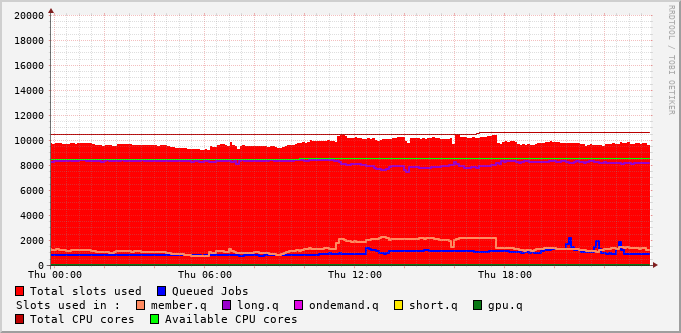 20000
18000
16000
14000
12000
10000
8000
6000
4000
2000
0
Thu 00:00 Thu 06:00 Thu 12:00 Thu 18:00
Total slots used Queued Jobs
Slots used in : member.q long.q ondemand.q short.q gpu.q
Total CPU cores Available CPU cores
RRDTOOL / TOBI OETIKER